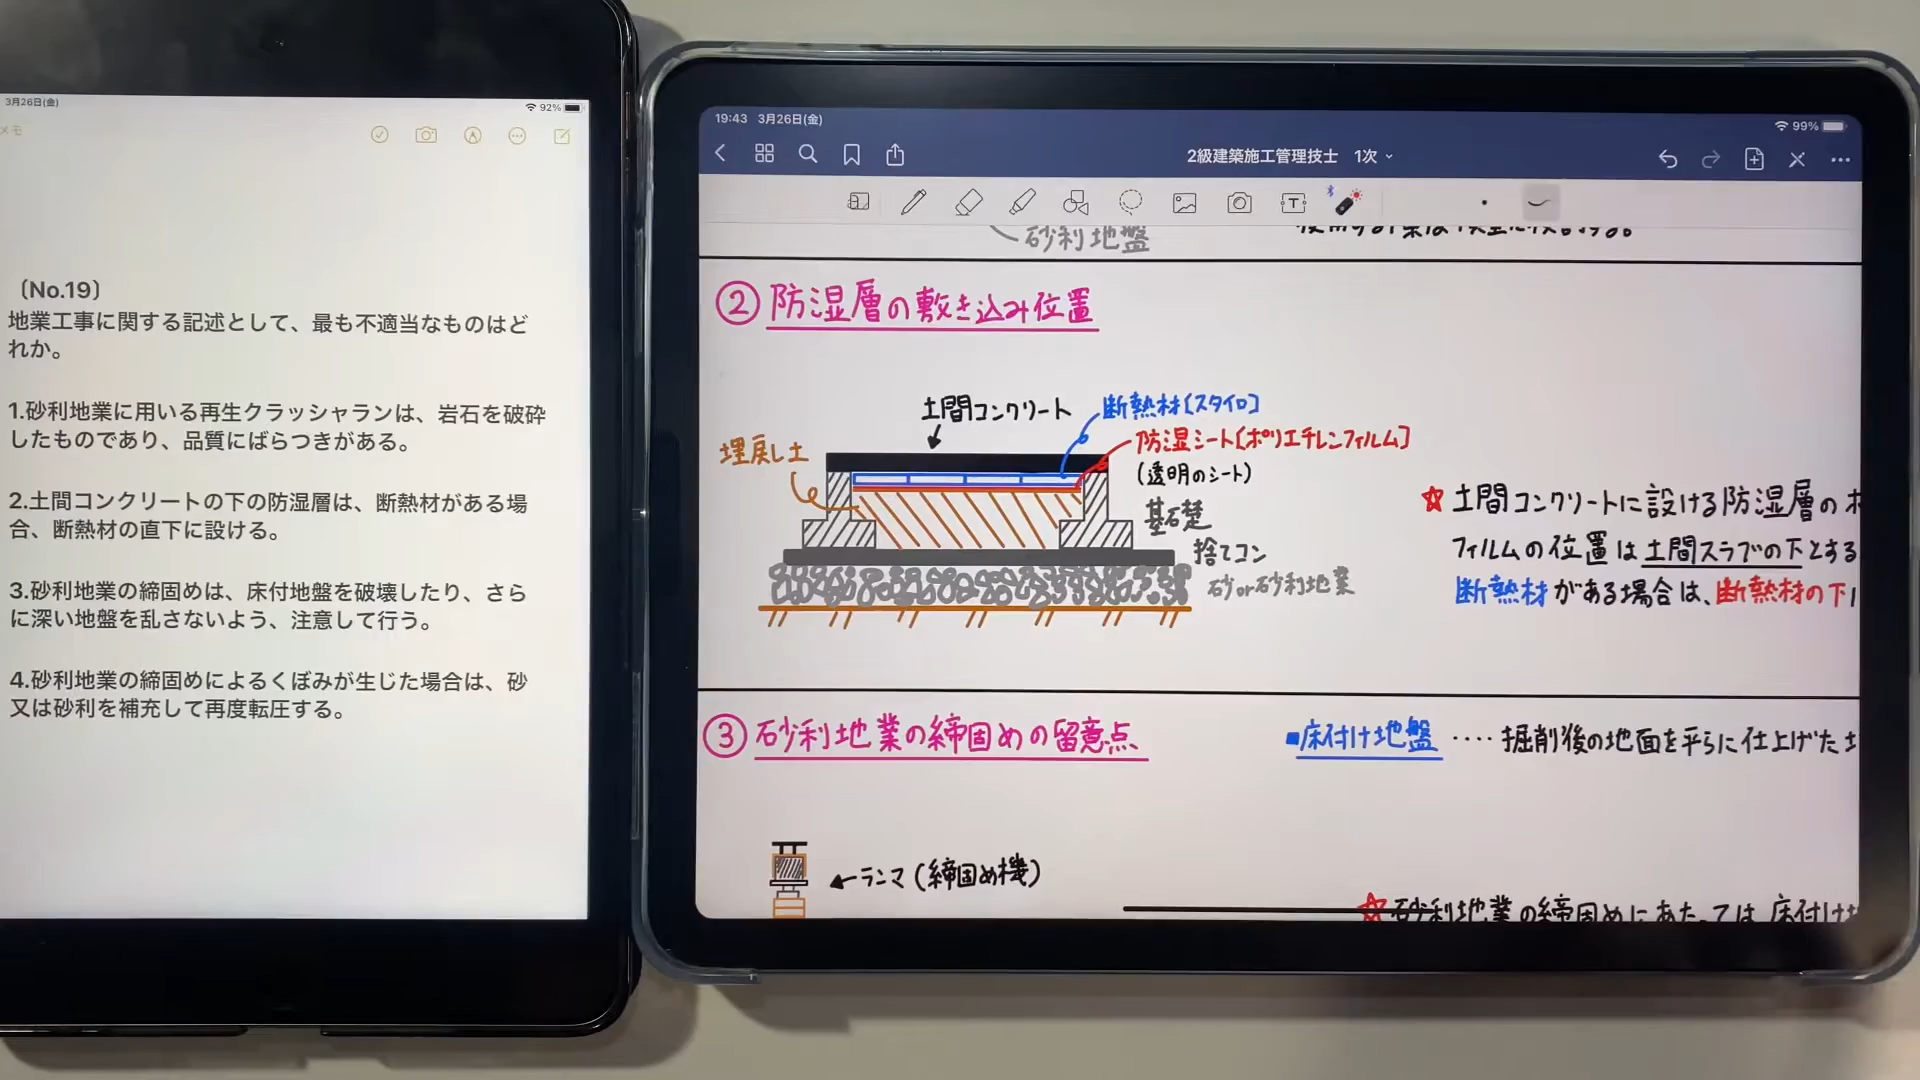 3月26日(金)
92%
メモ
〔No.19〕
地業工事に関する記述として、最も不適当なものはど
れか。
1.砂利地業に用いる再生クラッシャランは、岩石を破砕
したものであり、品質にばらつきがある。
2.土間コンクリートの下の防湿層は、断熱材がある場
合、断熱材の直下に設ける。
3.砂利地業の締固めは、床付地盤を破壊したり、さら
に深い地盤を乱さないよう、注意して行う。
4.砂利地業の締固めによるくぼみが生じた場合は、砂
又は砂利を補充して再度転圧する。
19:43 3月26日(金)
99%
2級建築施工管理技士 1次
砂利地盤
② 防湿層の敷き込み位置
土間コンクリート
断熱材[スタイロ]
防湿シート[ポリエチレンフィルム]
(透明のシート)
埋戻し土
基礎
捨てコン
砂or砂利地業
☆ 土間コンクリートに設ける防湿層のポ
フィルムの位置は土間スラブの下とする
断熱材がある場合は、断熱材の下に
③ 砂利地業の締固めの留意点
■床付け地盤 ‥‥ 掘削後の地面を平らに仕上げた土
←ランマ(締固め機)
☆砂利地業の締固めにあたっては床付け